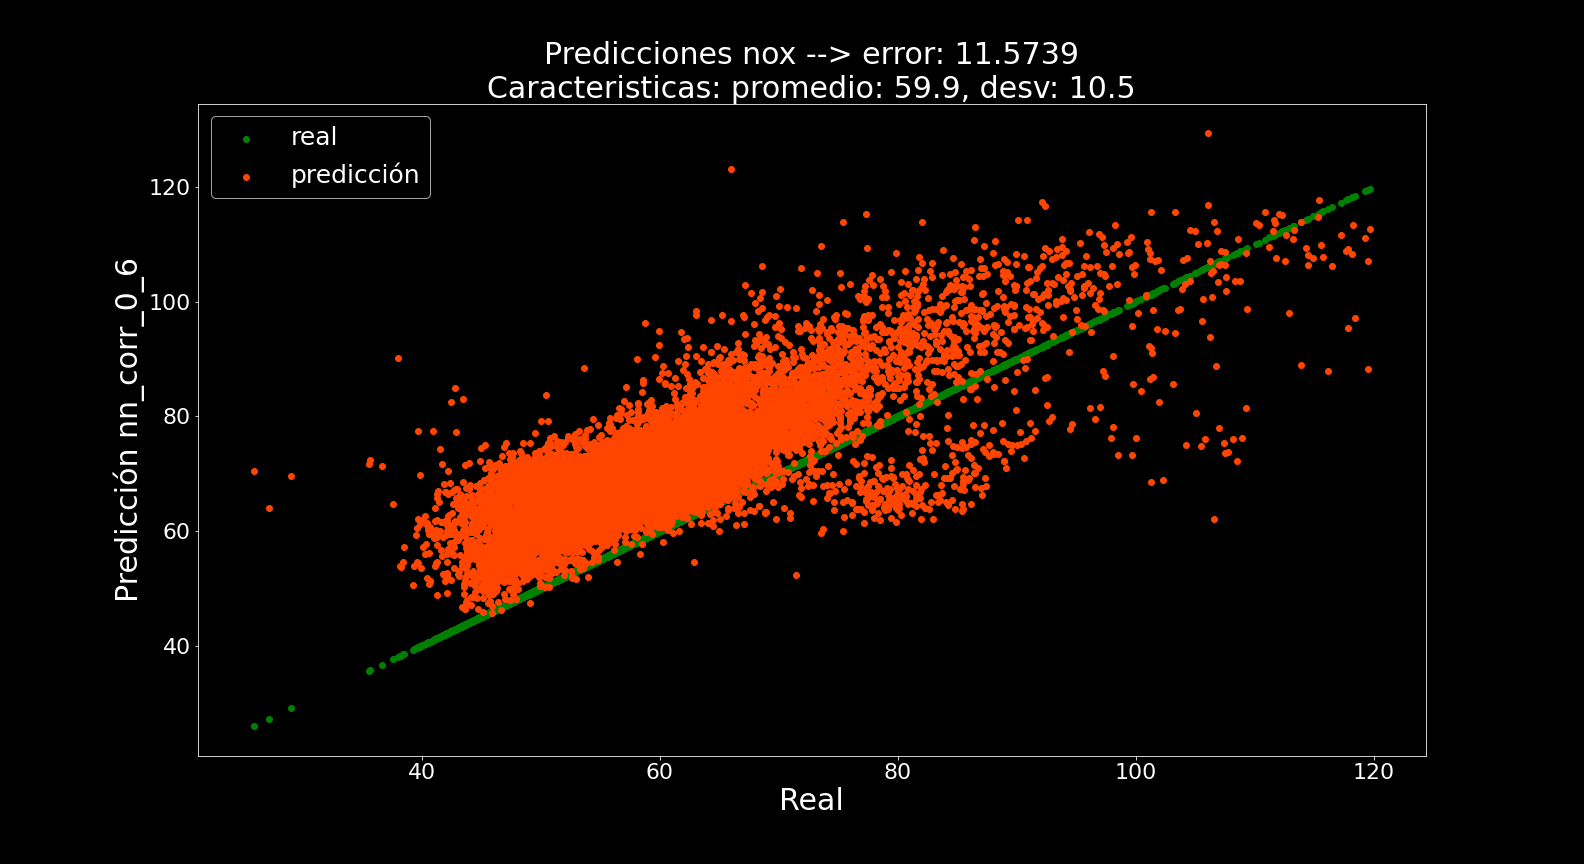 Predicciones nox --> error: 11.5739
Caracteristicas: promedio: 59.9, desv: 10.5
real
predicción
120
100
80
60
40
Predicción nn_corr_0_6
40
60
80
100
120
Real